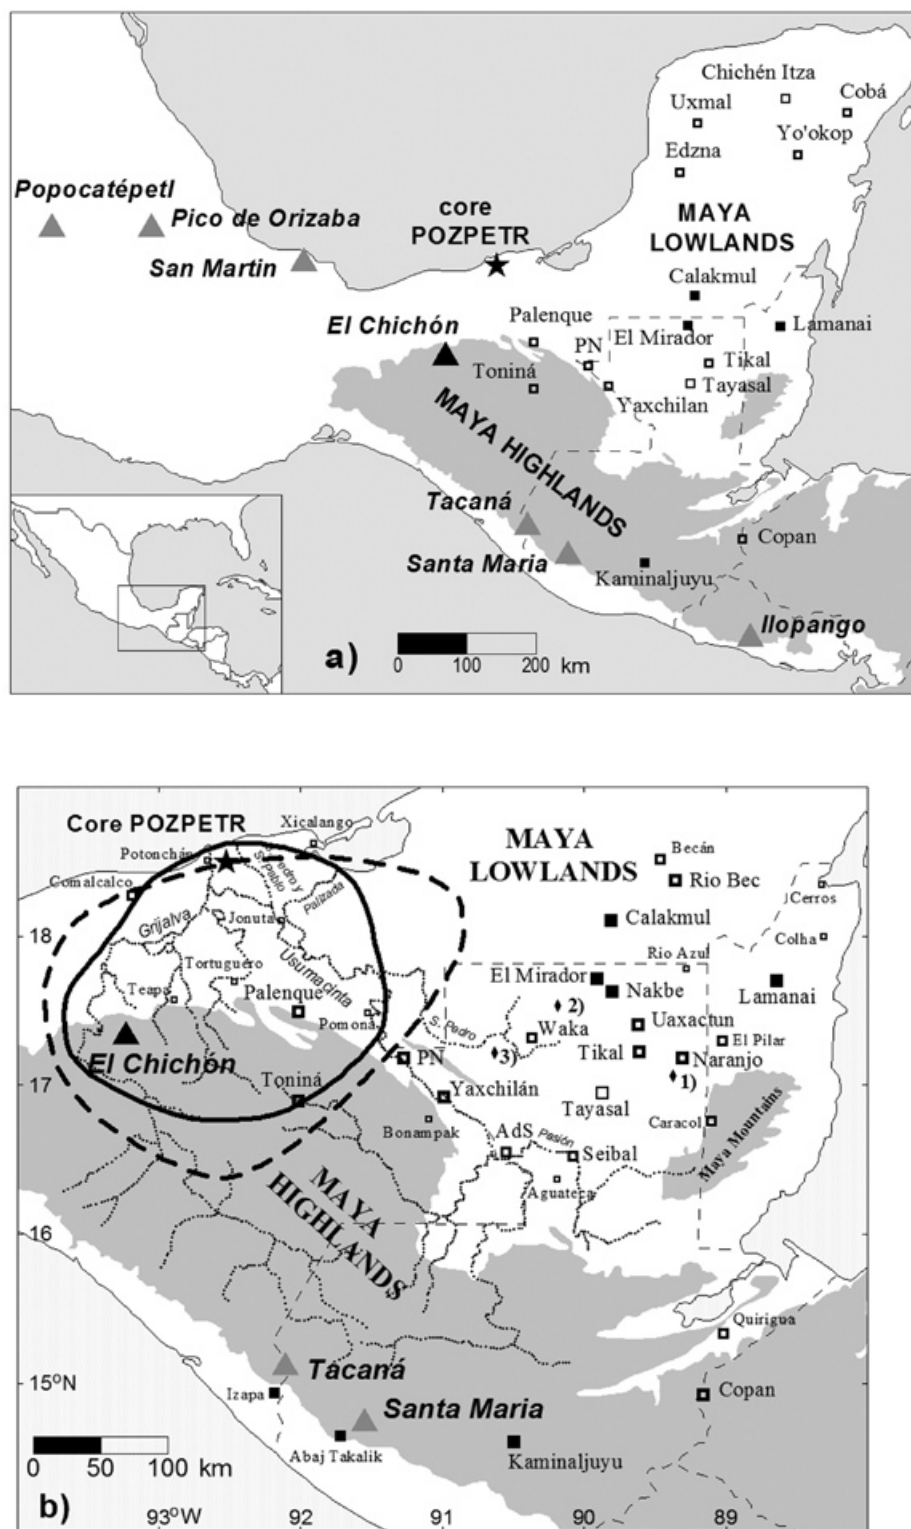 Chichén Itza
Cobá
Uxmal
Yo'okop
Edzna
Popocatépetl
Pico de Orizaba
core
POZPETR
MAYA
LOWLANDS
San Martin
Calakmul
El Chichón
Palenque
El Mirador
Lamanai
PN
Toniná
Tikal
Tayasal
Yaxchilan
MAYA HIGHLANDS
Tacaná
Copan
Santa Maria
Kaminaljuyu
Ilopango
a)
0 100 200 km
Core POZPETR
Xicalango
MAYA
LOWLANDS
Potonchán
Becán
S. Pedro y
S. Pablo
Rio Bec
Comalcalco
Palizada
Cerros
Grijalva
Jonuta
Calakmul
18
Colha
Rio Azul
Tortuguero
Usumacinta
El Mirador
Teapa
Palenque
Nakbe
Lamanai
2)
Pomoná
S. Pedro
Waka
Uaxactun
El Pilar
El Chichón
PN
3)
Tikal
Naranjo
17
Toniná
Yaxchilán
1)
Tayasal
Bonampak
Caracol
Maya Mountains
AdS
Pasión
Seibal
MAYA
HIGHLANDS
Aguateca
16
Quirigua
15ºN
Tacaná
Izapa
Copan
Santa Maria
Abaj Takalik
Kaminaljuyu
0 50 100
km
b)
93ºW 92 91 90 89